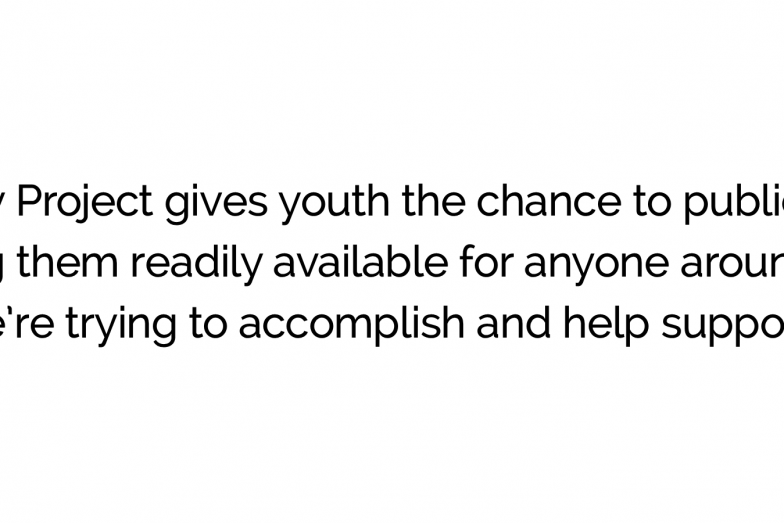 Project gives youth the chance to
them readily available for anyone
trying to accomplish and help